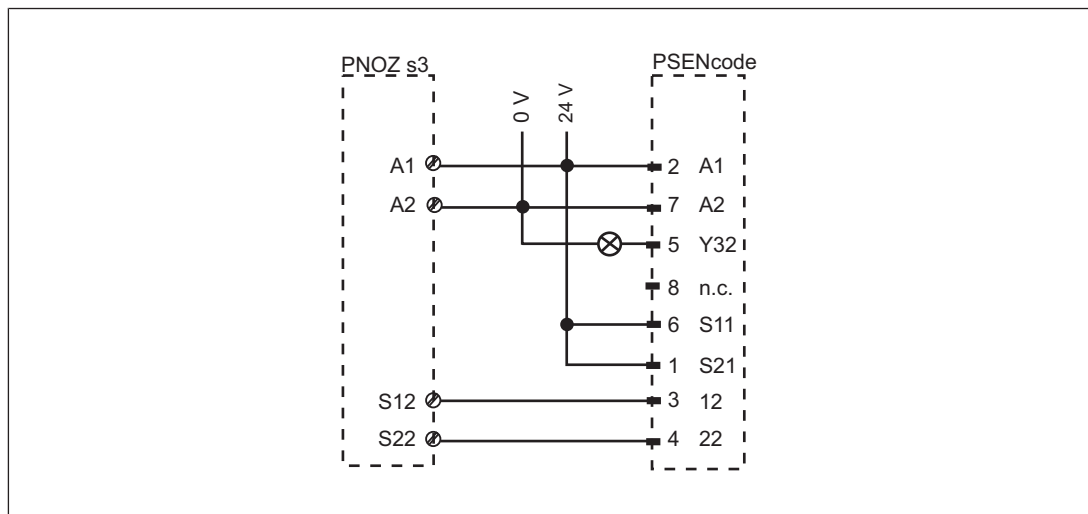 PNOZ s3
PSENcode
0 V
24 V
A1
2 A1
A2
7 A2
5 Y32
8 n.c.
6 S11
1 S21
S12
3 12
S22
4 22